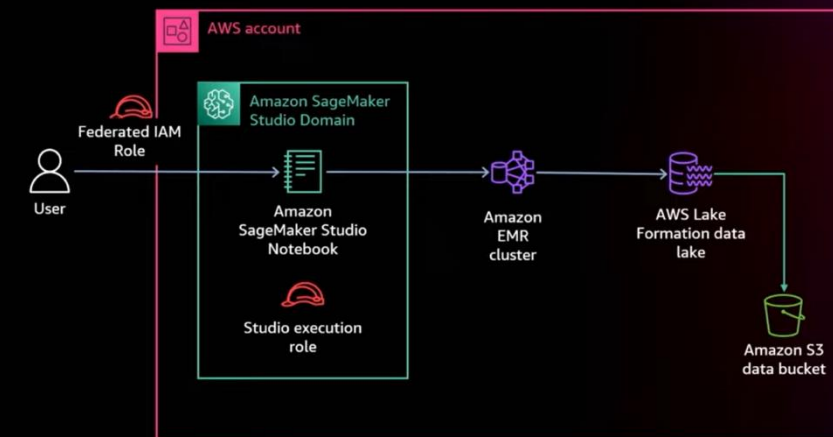 AWS account
Federated IAM
Role
User
Amazon SageMaker
Studio Domain
Amazon
SageMaker Studio
Notebook
Studio execution
role
Amazon
EMR
cluster
AWS Lake
Formation data
lake
Amazon S3
data bucket